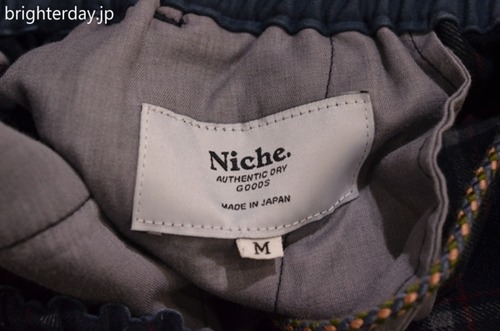 brighterday.jp
Niche.
AUTHENTIC DRY
GOODS
MADE IN JAPAN
M